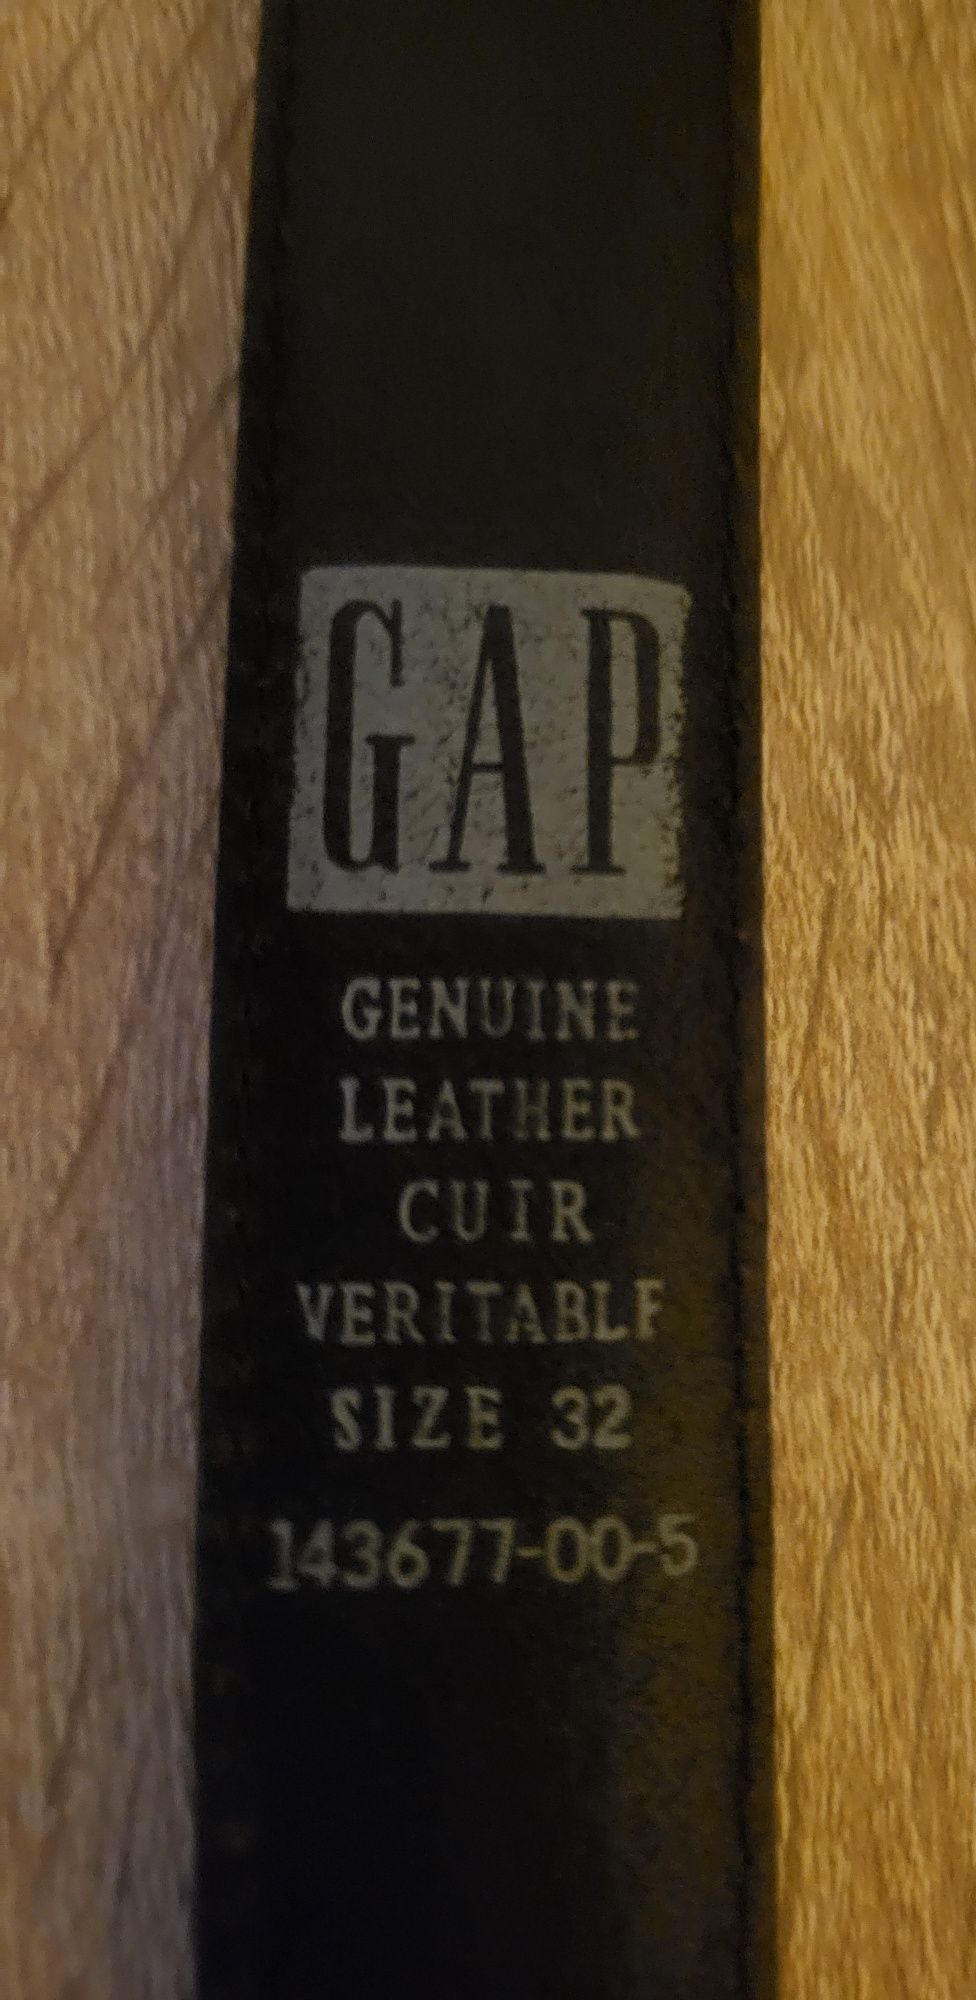 GAP
GENUINE
LEATHER
CUIR
VERITABLE
SIZE 32
143677-00-5